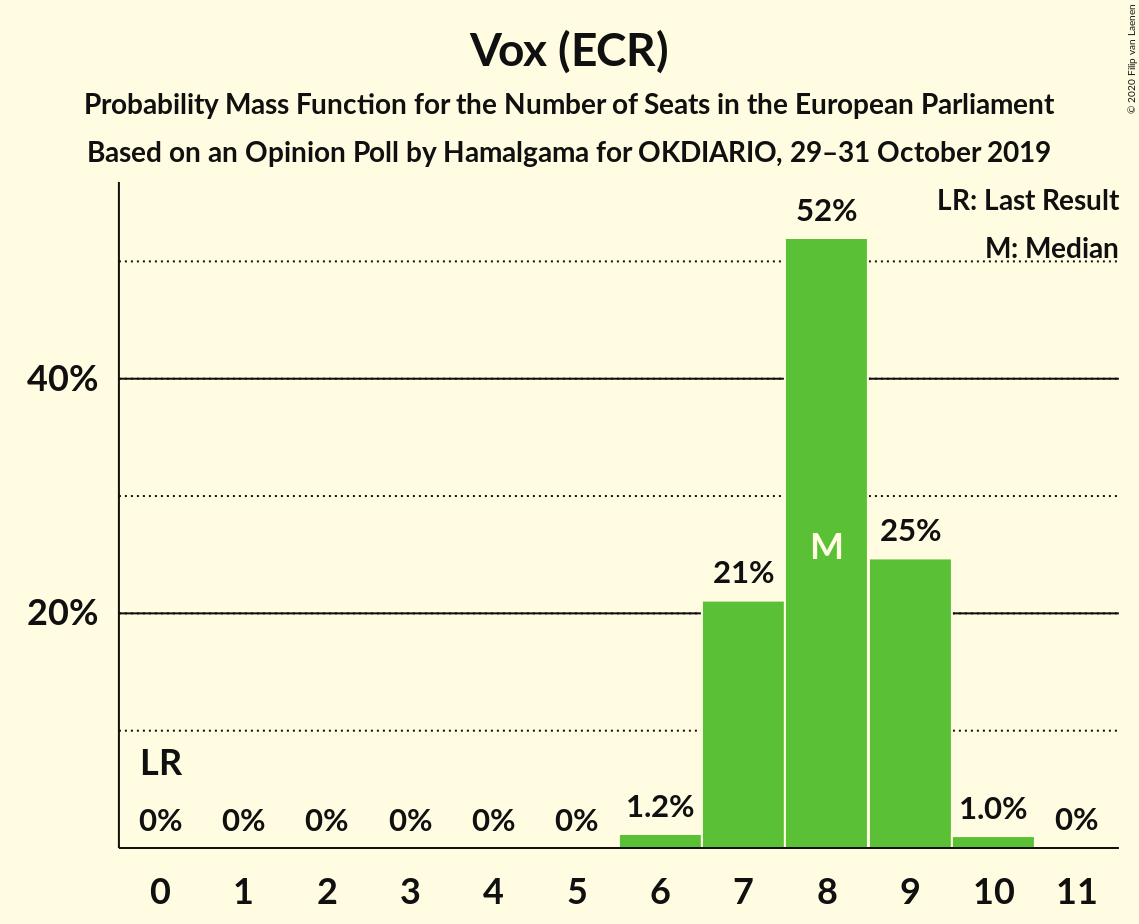 Vox (ECR)
Probability Mass Function for the Number of Seats in the European Parliament
Based on an Opinion Poll by Hamalgama for OKDIARIO, 29–31 October 2019
© 2020 Filip van Laenen
LR: Last Result
M: Median
52%
40%
25%
M
21%
20%
LR
0% 0% 0% 0% 0% 0% 1.2% 1.0% 0%
0 1 2 3 4 5 6 7 8 9 10 11